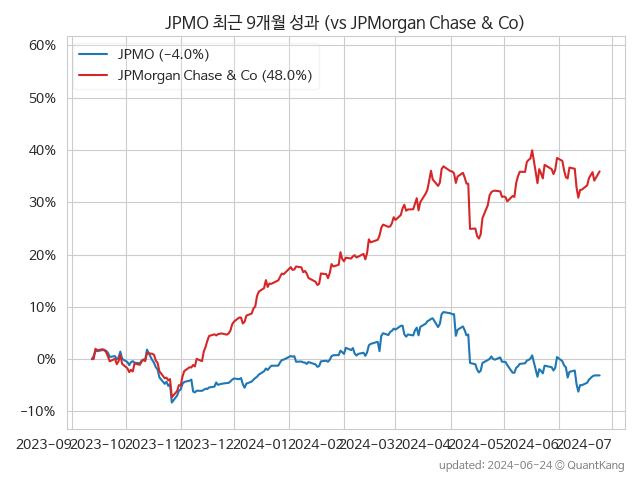 JPMO 최근 9개월 성과 (vs JPMorgan Chase & Co)
JPMO (-4.0%)
JPMorgan Chase & Co (48.0%)
60%
50%
40%
30%
20%
10%
0%
-10%
2023-09 2023-10 2023-11 2023-12 2024-01 2024-02 2024-03 2024-04 2024-05 2024-06 2024-07
updated: 2024-06-24 © QuantKang